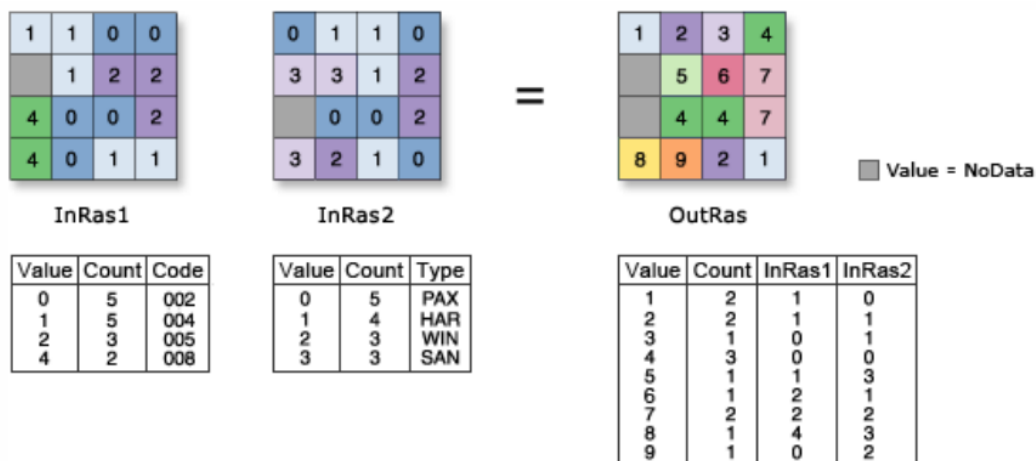 1 1 0 0
1 2 2
4 0 0 2
4 0 1 1
InRas1
0 1 1 0
3 3 1 2
0 0 2
3 2 1 0
InRas2
=
1 2 3 4
5 6 7
4 4 7
8 9 2 1
OutRas
Value = NoData
Value Count Code
0 5 002
1 5 004
2 3 005
4 2 008
Value Count Type
0 5 PAX
1 4 HAR
2 3 WIN
3 3 SAN
Value Count InRas1 InRas2
1 2 1 0
2 2 1 1
3 1 0 1
4 3 0 0
5 1 1 3
6 1 2 1
7 2 2 2
8 1 4 3
9 1 0 2